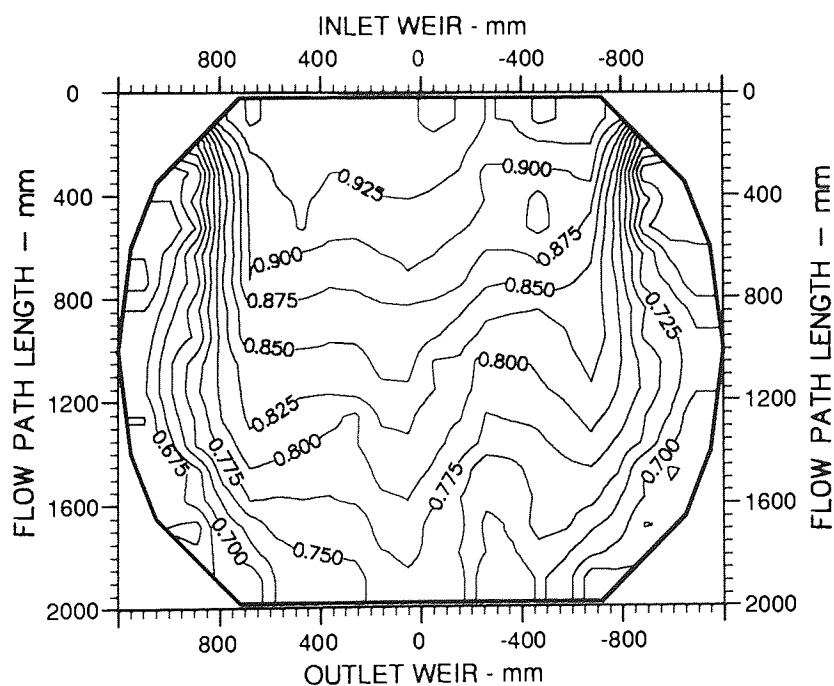 INLET WEIR - mm
800 400 0 -400 -800
0 0
0.925 0.900
400 400
0.900 0.875
FLOW PATH LENGTH – mm
FLOW PATH LENGTH – mm
800 0.875 0.850 0.725 800
0.850 0.800
1200 0.825 1200
0.675 0.775 0.800 0.775 0.700
1600 1600
0.700 0.750
2000 2000
800 400 0 -400 -800
OUTLET WEIR - mm